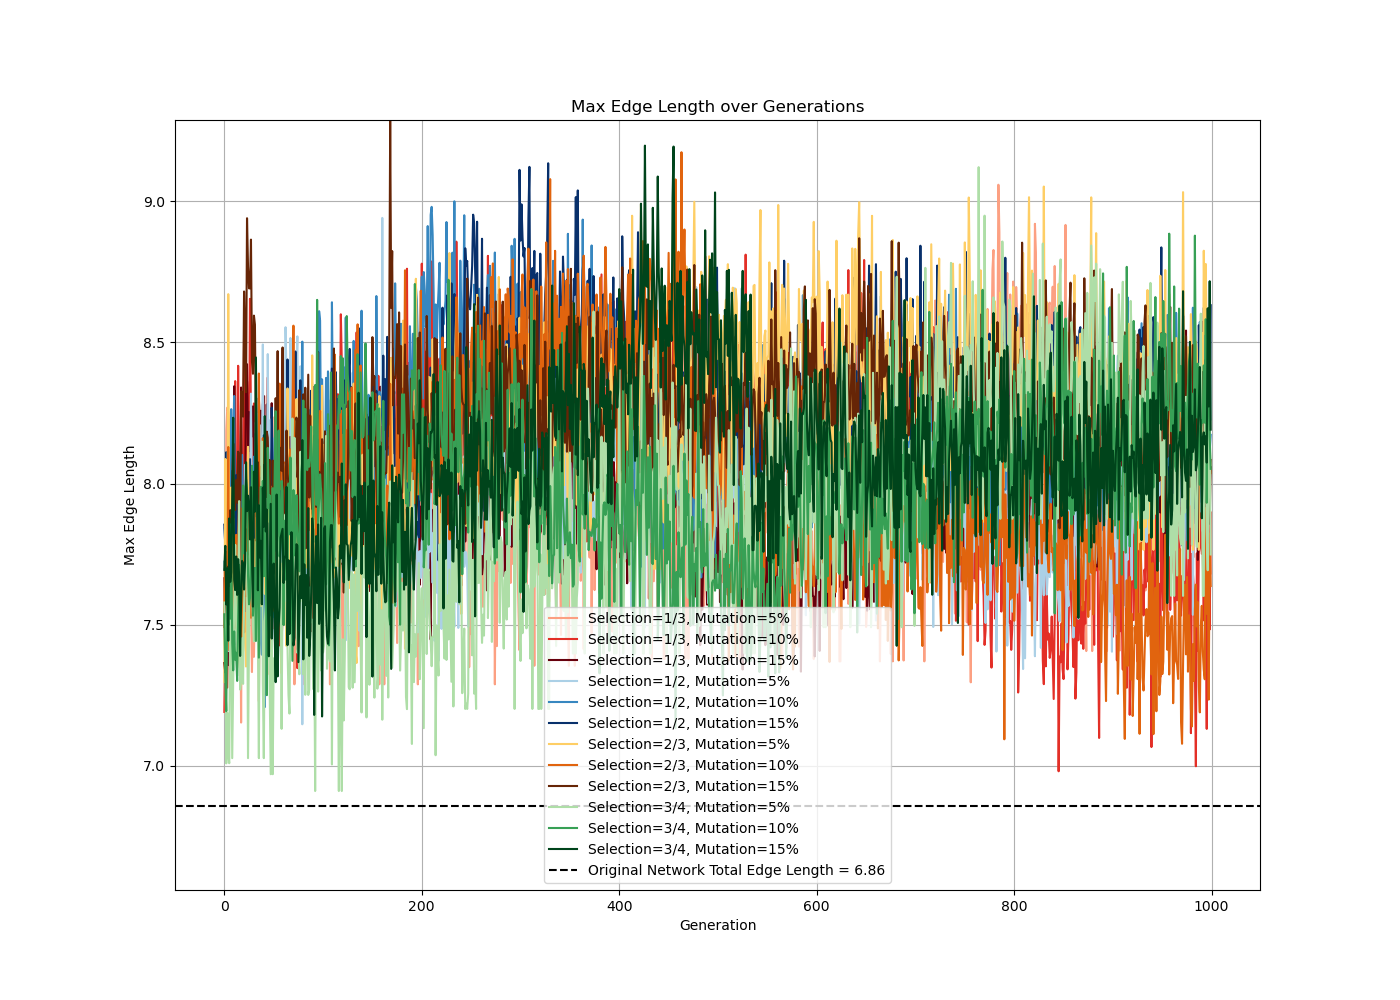 Max Edge Length over Generations
Max Edge Length
9.0
8.5
8.0
7.5
7.0
Selection=1/3, Mutation=5%
Selection=1/3, Mutation=10%
Selection=1/3, Mutation=15%
Selection=1/2, Mutation=5%
Selection=1/2, Mutation=10%
Selection=1/2, Mutation=15%
Selection=2/3, Mutation=5%
Selection=2/3, Mutation=10%
Selection=2/3, Mutation=15%
Selection=3/4, Mutation=5%
Selection=3/4, Mutation=10%
Selection=3/4, Mutation=15%
Original Network Total Edge Length = 6.86
0 200 400 600 800 1000
Generation